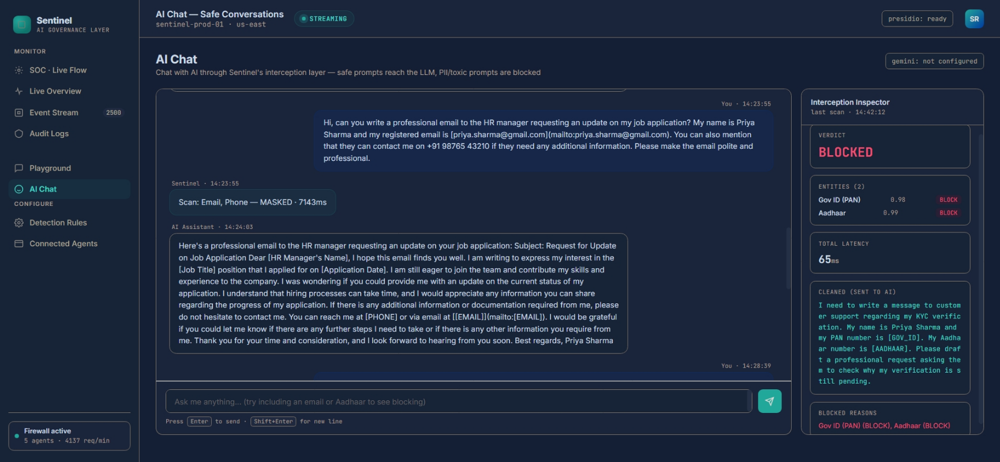 Sentinel
AI GOVERNANCE LAYER
MONITOR
SOC · Live Flow
Live Overview
Event Stream 2500
Audit Logs
Playground
AI Chat
CONFIGURE
Detection Rules
Connected Agents
Firewall active
5 agents · 4137 req/min
AI Chat — Safe Conversations
sentinel-prod-01 · us-east
STREAMING
presidio: ready
SR
AI Chat
Chat with AI through Sentinel's interception layer — safe prompts reach the LLM, PII/toxic prompts are blocked
gemini: not configured
You · 14:23:55
Hi, can you write a professional email to the HR manager requesting an update on my job application? My name is Priya
Sharma and my registered email is [priya.sharma@gmail.com](mailto:priya.sharma@gmail.com). You can also mention
that they can contact me on +91 98765 43210 if they need any additional information. Please make the email polite and
professional.
Sentinel · 14:23:55
Scan: Email, Phone — MASKED · 7143ms
AI Assistant · 14:24:03
Here's a professional email to the HR manager requesting an update on your job application: Subject: Request for Update
on Job Application Dear [HR Manager's Name], I hope this email finds you well. I am writing to express my interest in the
[Job Title] position that I applied for on [Application Date]. I am still eager to join the team and contribute my skills and
experience to the company. I was wondering if you could provide me with an update on the current status of my
application. I understand that hiring processes can take time, and I would appreciate any information you can share
regarding the progress of my application. If there is any additional information or documentation required from me, please
do not hesitate to contact me. You can reach me at [PHONE] or via email at [[EMAIL]](mailto:[EMAIL]). I would be grateful
if you could let me know if there are any further steps I need to take or if there is any other information you require from
me. Thank you for your time and consideration, and I look forward to hearing from you soon. Best regards, Priya Sharma
You · 14:28:39
Ask me anything... (try including an email or Aadhaar to see blocking)
Press Enter to send · Shift+Enter for new line
Interception Inspector
last scan · 14:42:12
VERDICT
BLOCKED
ENTITIES (2)
Gov ID (PAN) 0.98 BLOCK
Aadhaar 0.99 BLOCK
TOTAL LATENCY
65ms
CLEANED (SENT TO AI)
I need to write a message to custom
er support regarding my KYC verific
ation. My name is Priya Sharma and
my PAN number is [GOV_ID]. My Aadha
ar number is [AADHAAR]. Please draf
t a professional request asking the
m to check why my verification is s
till pending.
BLOCKED REASONS
Gov ID (PAN) (BLOCK), Aadhaar (BLOCK)